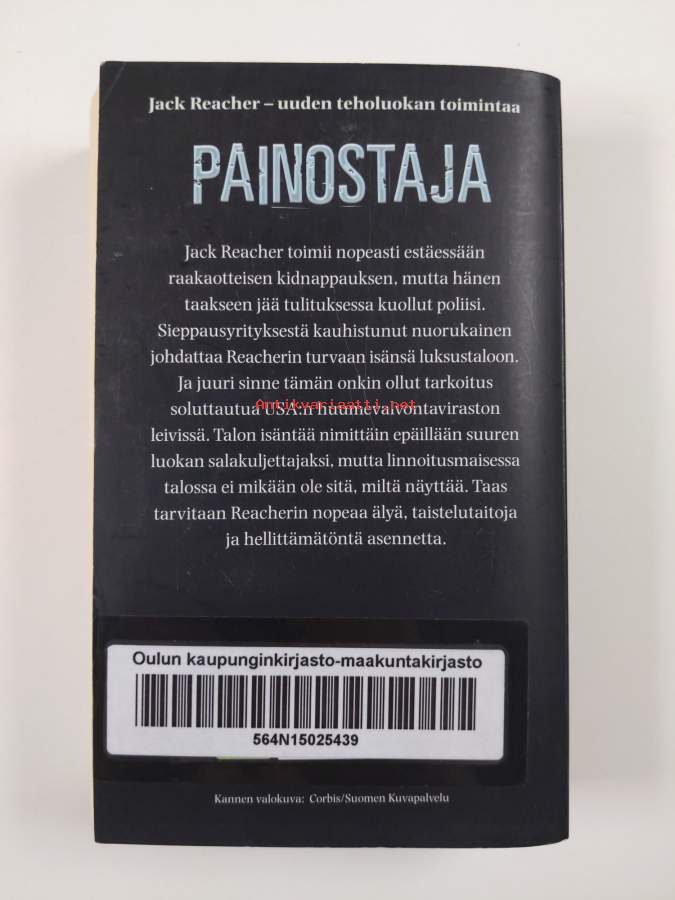 Jack Reacher – uuden teholuokan toimintaa
PAINOSTAJA
Jack Reacher toimii nopeasti estäessään
raakaotteisen kidnappauksen, mutta hänen
taakseen jää tulituksessa kuollut poliisi.
Sieppausyrityksestä kauhistunut nuorukainen
johdattaa Reacherin turvaan isänsä luksustaloon.
Ja juuri sinne tämän onkin ollut tarkoitus
Antikvariaatti.net
soluttautua USA:n huumevalvontaviraston
leivissä. Talon isäntää nimittäin epäillään suuren
luokan salakuljettajaksi, mutta linnoitusmaisessa
talossa ei mikään ole sitä, miltä näyttää. Taas
tarvitaan Reacherin nopeaa älyä, taistelutaitoja
ja hellittämätöntä asennetta.
Oulun kaupunginkirjasto-maakuntakirjasto
564N15025439
Kannen valokuva: Corbis/Suomen Kuvapalvelu